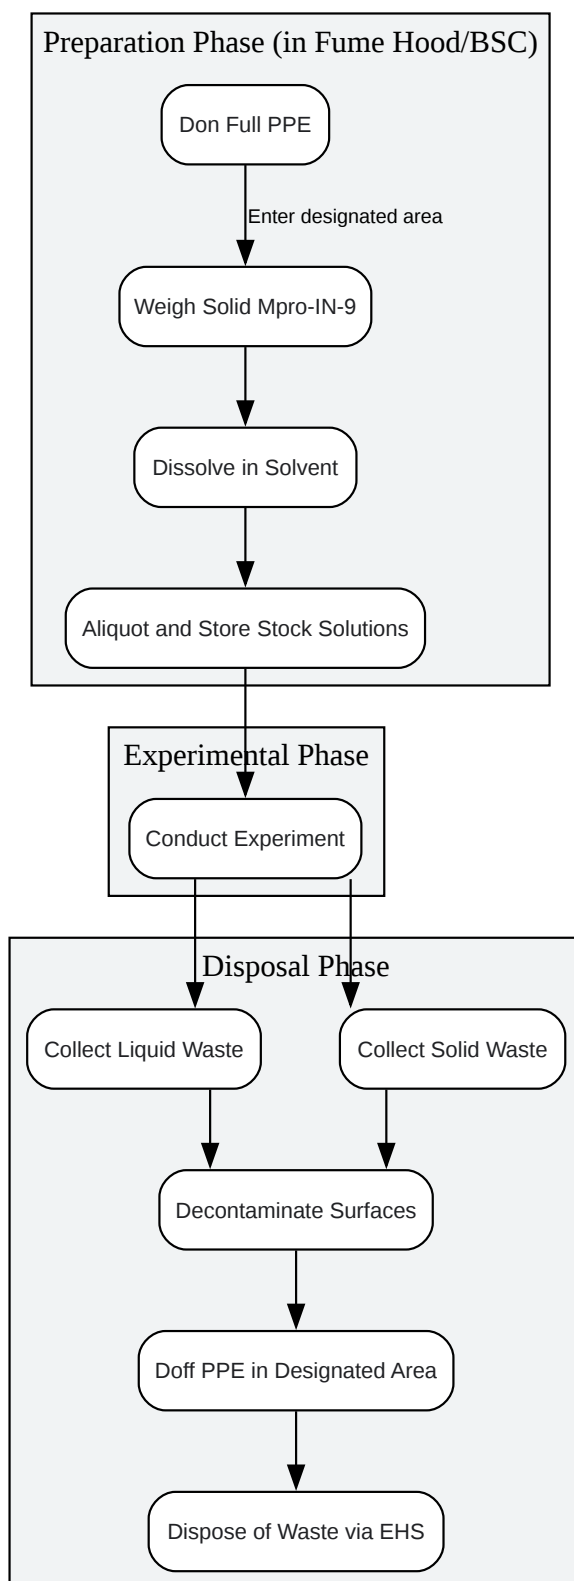 Preparation Phase (in Fume Hood/BSC)
Don Full PPE
Enter designated area
Weigh Solid Mpro-IN-9
Dissolve in Solvent
Aliquot and Store Stock Solutions
Experimental Phase
Conduct Experiment
Disposal Phase
Collect Liquid Waste
Collect Solid Waste
Decontaminate Surfaces
Doff PPE in Designated Area
Dispose of Waste via EHS